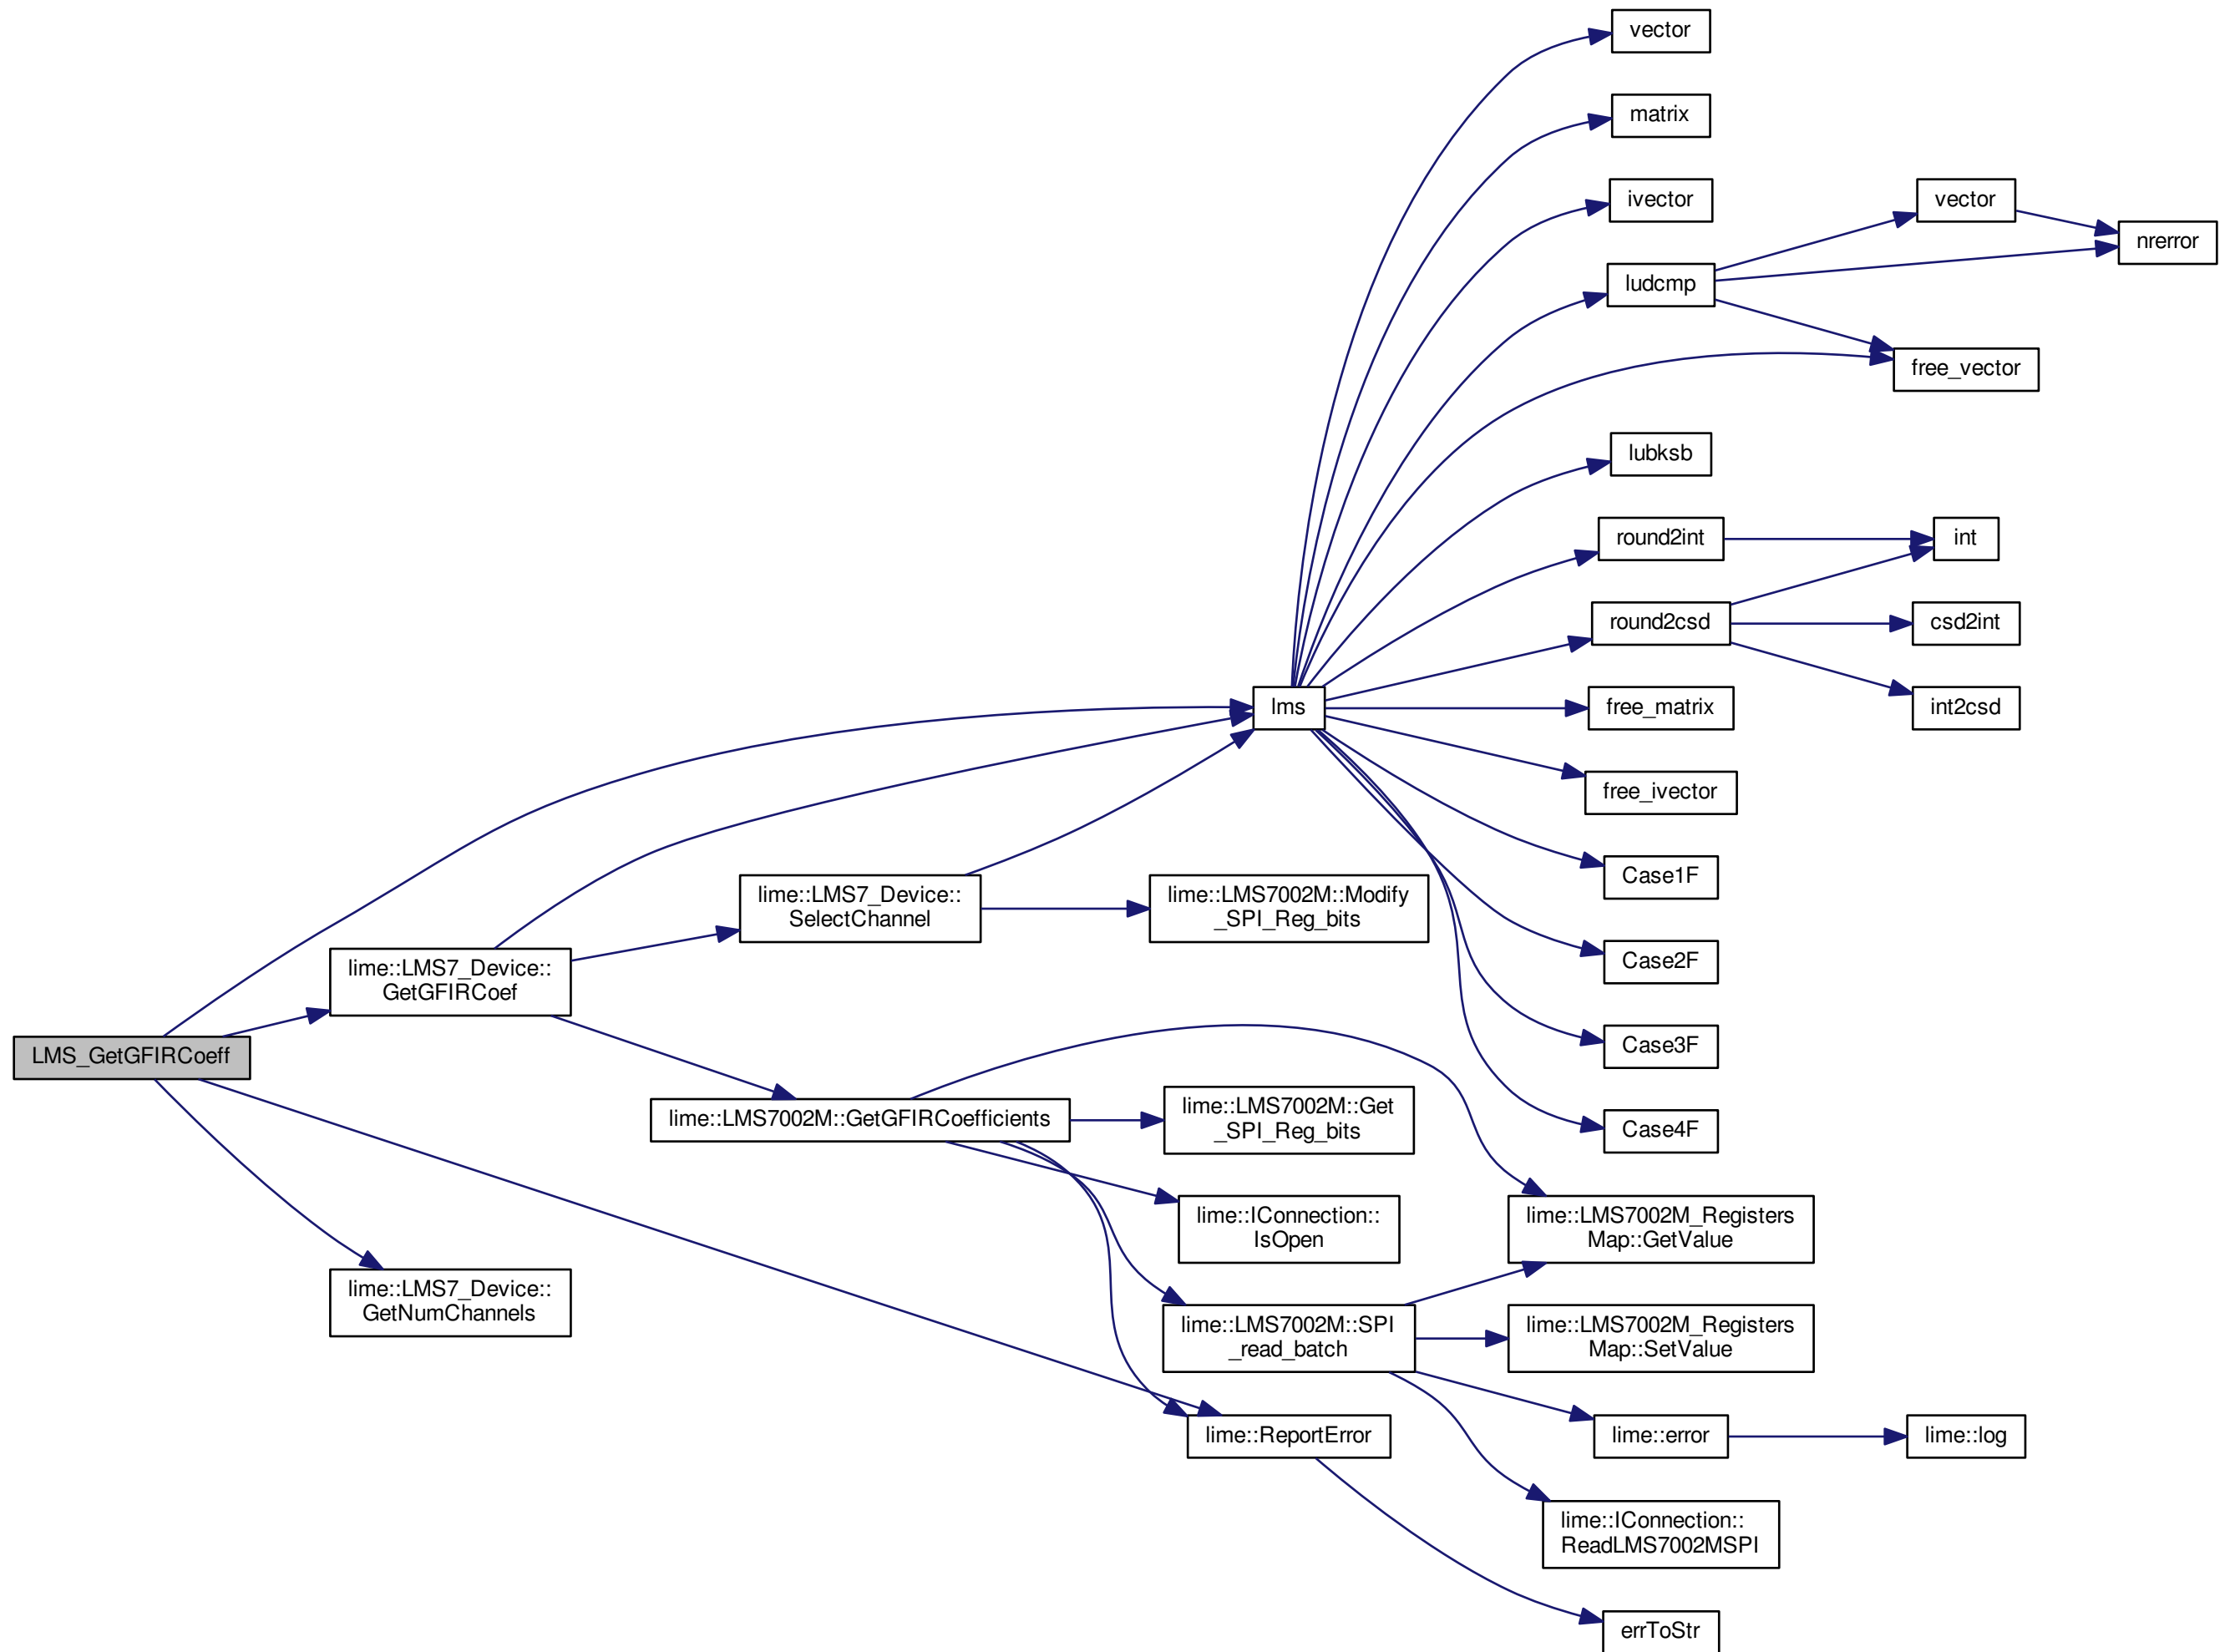 vector
matrix
ivector
vector
nrerror
ludcmp
free_vector
lubksb
round2int
int
round2csd
csd2int
lms
free_matrix
int2csd
free_ivector
Case1F
lime::LMS7_Device::
SelectChannel
lime::LMS7002M::Modify
_SPI_Reg_bits
Case2F
lime::LMS7_Device::
GetGFIRCoef
Case3F
LMS_GetGFIRCoeff
lime::LMS7002M::GetGFIRCoefficients
lime::LMS7002M::Get
_SPI_Reg_bits
Case4F
lime::IConnection::
IsOpen
lime::LMS7002M_Registers
Map::GetValue
lime::LMS7_Device::
GetNumChannels
lime::LMS7002M::SPI
_read_batch
lime::LMS7002M_Registers
Map::SetValue
lime::ReportError
lime::error
lime::log
lime::IConnection::
ReadLMS7002MSPI
errToStr